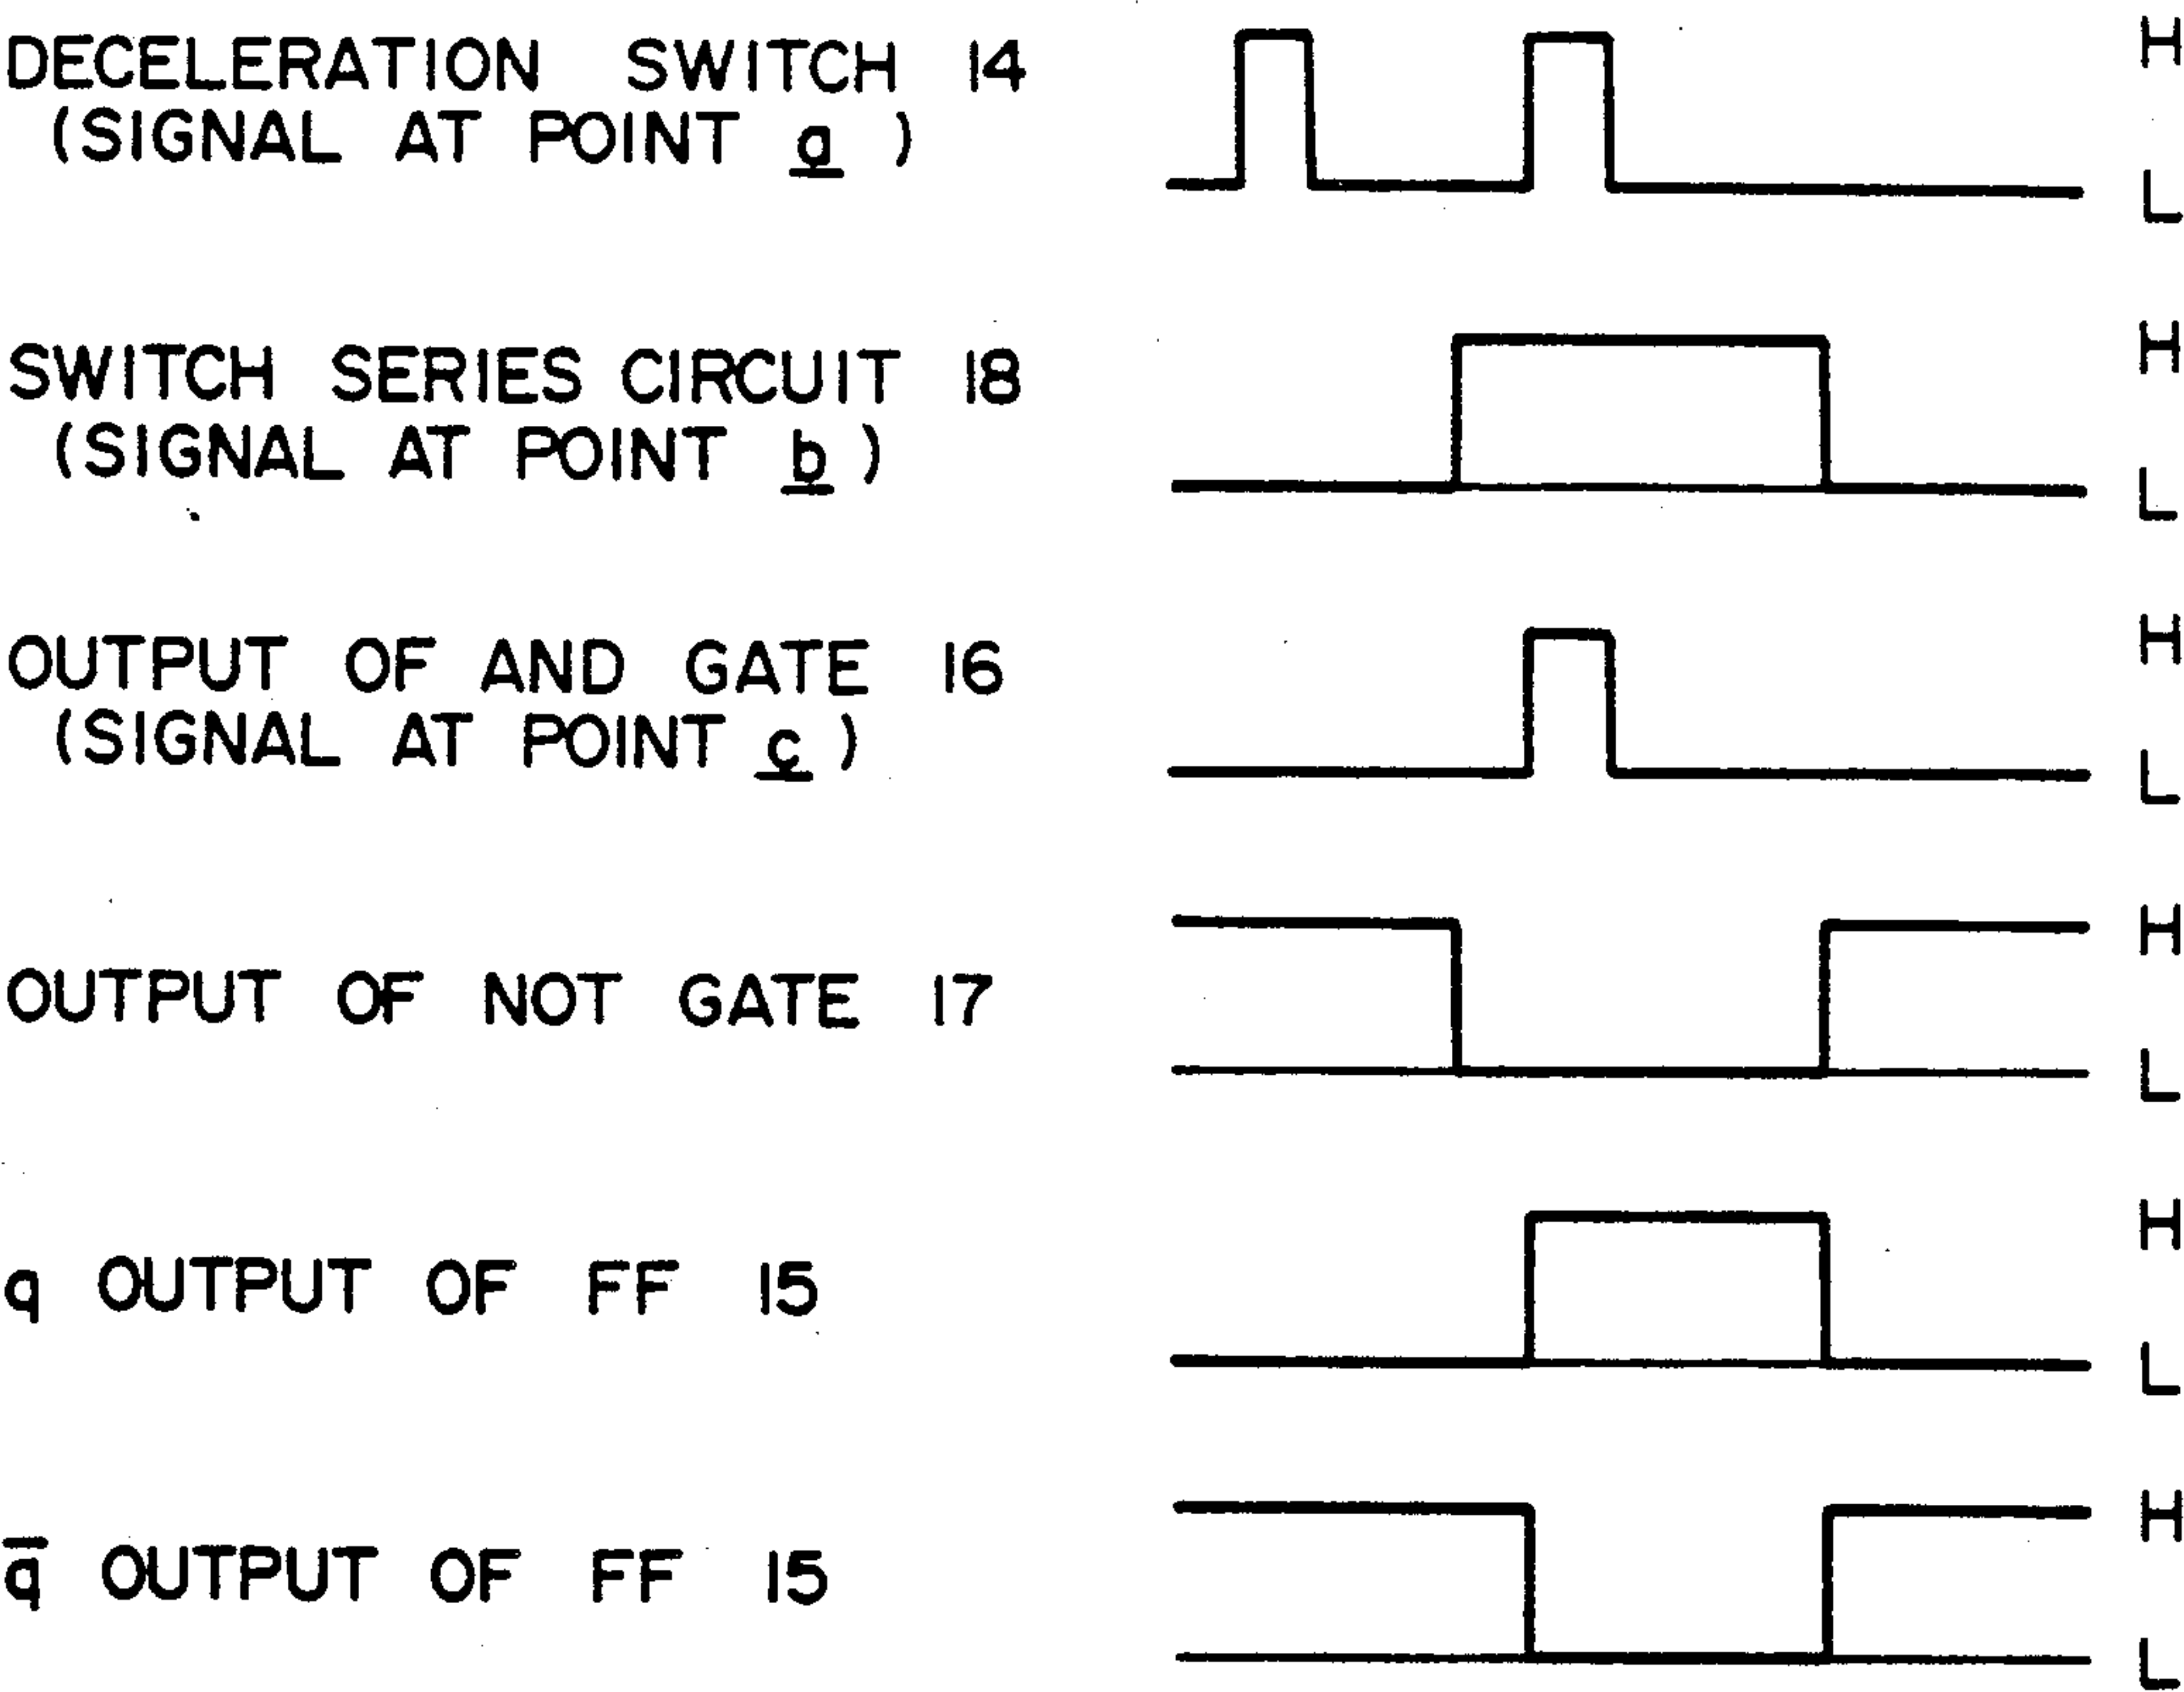 DECELERATION SWITCH 14
(SIGNAL AT POINT a)
H
L
SWITCH SERIES CIRCUIT 18
(SIGNAL AT POINT b)
H
L
OUTPUT OF AND GATE 16
(SIGNAL AT POINT c)
H
L
OUTPUT OF NOT GATE 17
H
L
q OUTPUT OF FF 15
H
L
q̅ OUTPUT OF FF 15
H
L